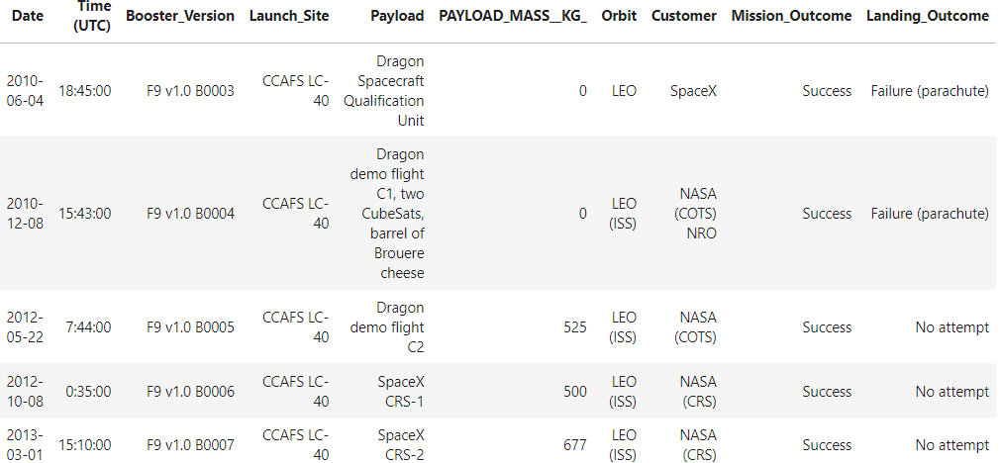 Date Time (UTC) Booster_Version Launch_Site Payload PAYLOAD_MASS__KG_ Orbit Customer Mission_Outcome Landing_Outcome
2010-06-04 18:45:00 F9 v1.0 B0003 CCAFS LC-40 Dragon Spacecraft Qualification Unit 0 LEO SpaceX Success Failure (parachute)
2010-12-08 15:43:00 F9 v1.0 B0004 CCAFS LC-40 Dragon demo flight C1, two CubeSats, barrel of Brouere cheese 0 LEO (ISS) NASA (COTS) NRO Success Failure (parachute)
2012-05-22 7:44:00 F9 v1.0 B0005 CCAFS LC-40 Dragon demo flight C2 525 LEO (ISS) NASA (COTS) Success No attempt
2012-10-08 0:35:00 F9 v1.0 B0006 CCAFS LC-40 SpaceX CRS-1 500 LEO (ISS) NASA (CRS) Success No attempt
2013-03-01 15:10:00 F9 v1.0 B0007 CCAFS LC-40 SpaceX CRS-2 677 LEO (ISS) NASA (CRS) Success No attempt